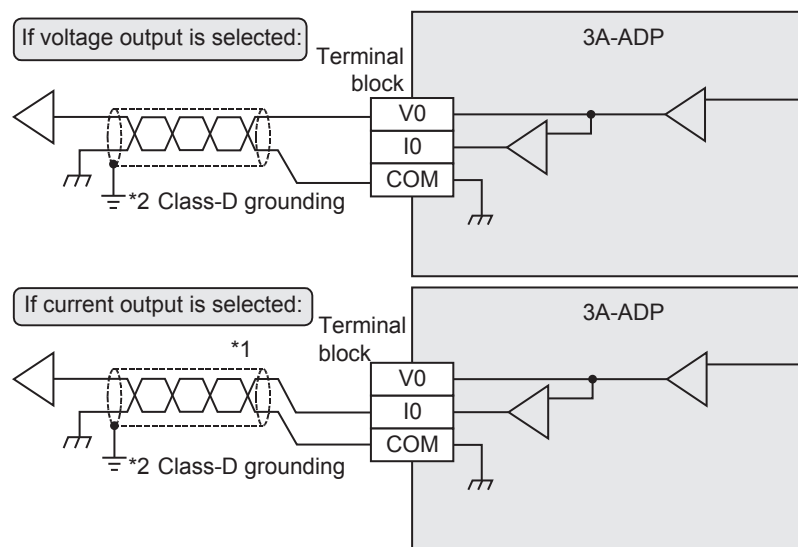 If voltage output is selected:
3A-ADP
Terminal
block
V0
I0
COM
*2 Class-D grounding
If current output is selected:
3A-ADP
Terminal
block
*1
V0
I0
COM
*2 Class-D grounding